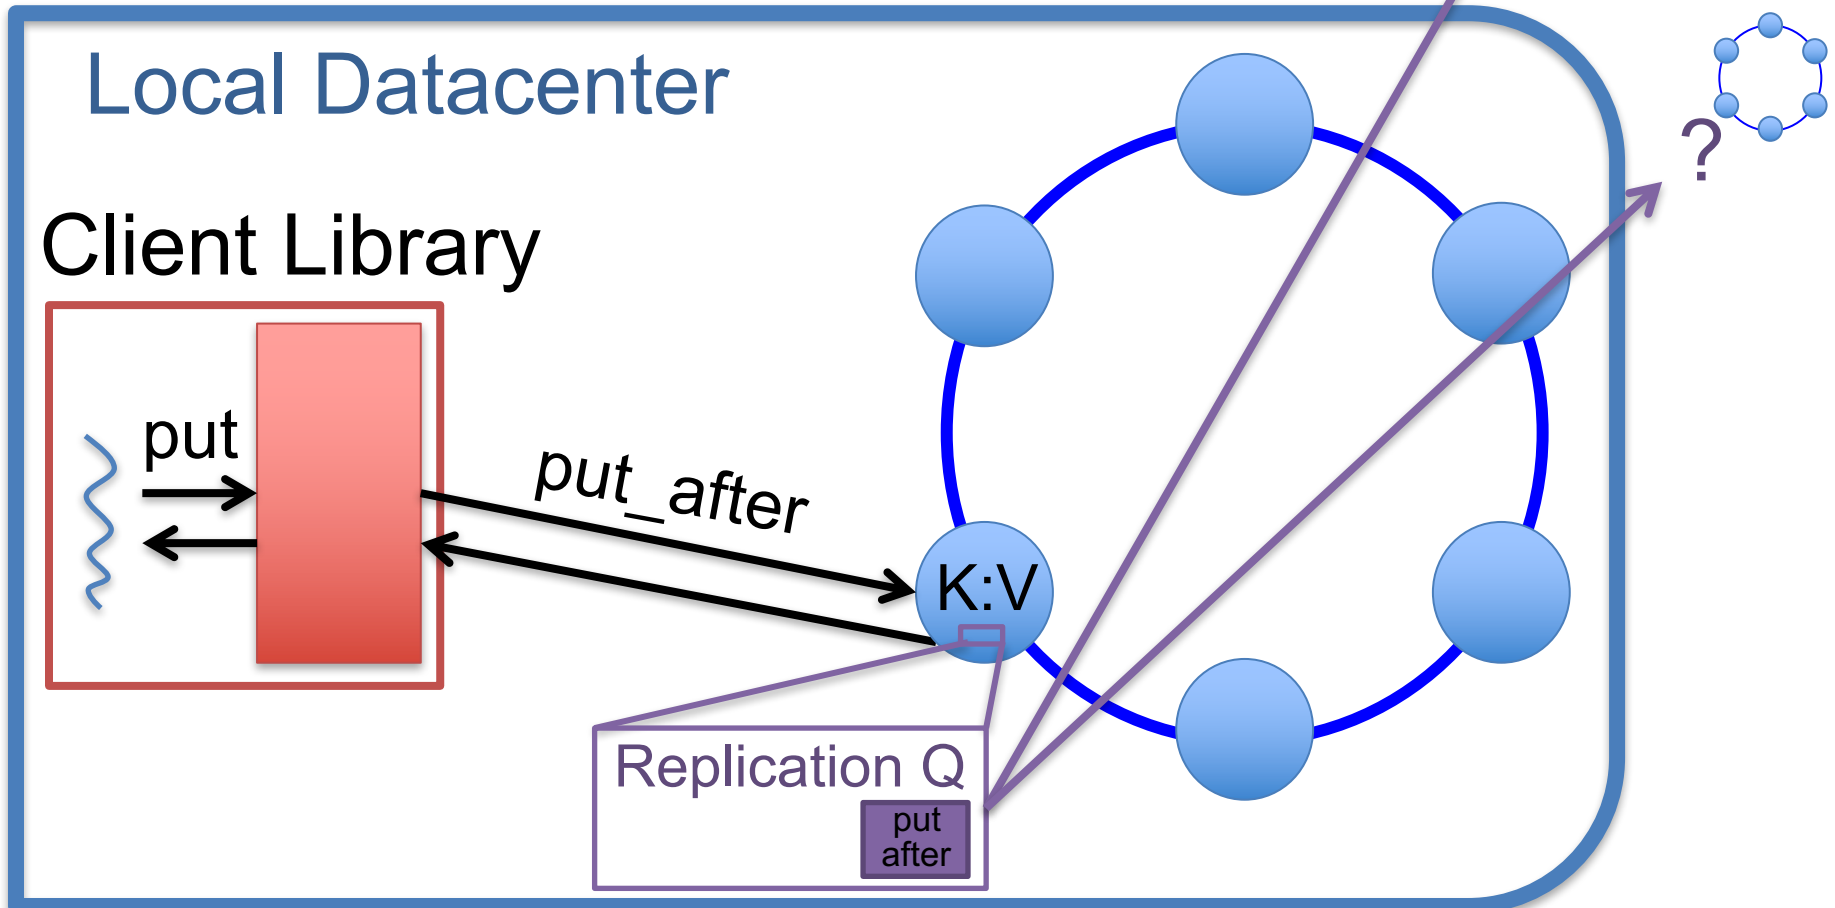 Local Datacenter
?
Client Library
put
put_after
K:V
Replication Q
put
after